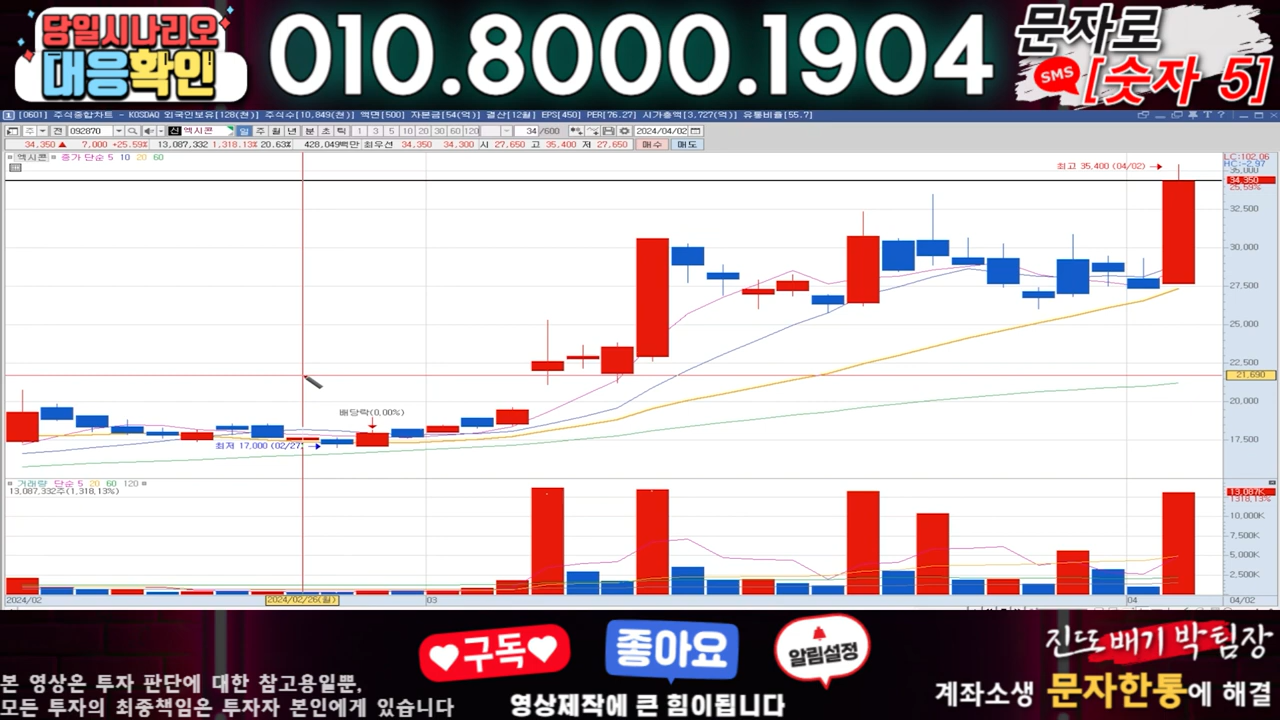 당일시나리오
대응확인
010.8000.1904
문자로
SMS
[숫자 5]
[0601] 주식종합차트 - KOSDAQ 외국인보유[128(천)] 주식수[10,849(천)] 액면[500] 자본금[54(억)] 결산[12월] EPS[450] PER[76.27] 시가총액[3,727(억)] 유통비율[55.7]
주 전 092870 신 엑시콘 일 주 월 년 분 초 틱 1 3 5 10 20 30 60 120 34 /600 2024/04/02
34,350 ▲ 7,000 +25.59% 13,087,332 1,318.13% 20.63% 428,049백만 최우선 34,350 34,300 시 27,650 고 35,400 저 27,650 매수 매도
엑시콘 종가 단순 5 10 20 60
최고 35,400 (04/02)
LC:102.06
HC:-2.97
35,000
34,350
25.59%
32,500
30,000
27,500
25,000
22,500
21,690
20,000
17,500
배당락(0.00%)
최저 17,000 (02/27)
거래량 단순 5 20 60 120
13,087,332주(1,318.13%)
13,087K
1318.13%
10,000K
7,500K
5,000K
2,500K
2024/02
2024/02/26(월)
03
04
04/02
구독
좋아요
알림설정
영상제작에 큰 힘이됩니다
본 영상은 투자 판단에 대한 참고용일뿐,
모든 투자의 최종책임은 투자자 본인에게 있습니다
진또배기 박팀장
계좌소생 문자한통에 해결